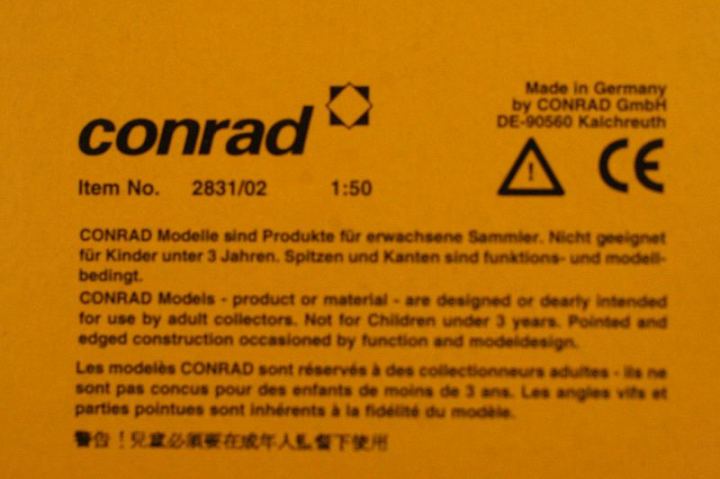 conrad
Made in Germany
by CONRAD GmbH
DE-90560 Kalchreuth
Item No. 2831/02 1:50
! CE
CONRAD Modelle sind Produkte für erwachsene Sammler. Nicht geeignet
für Kinder unter 3 Jahren. Spitzen und Kanten sind funktions- und modell-
bedingt.
CONRAD Models - product or material - are designed or dearly intended
for use by adult collectors. Not for Children under 3 years. Pointed and
edged construction occasioned by function and modeldesign.
Les modelès CONRAD sont réservés à des collectionneurs adultes - ils ne
sont pas concus pour des enfants de moins de 3 ans. Les angles vifs et
parties pointues sont inhérents à la fidélité du modèle.
警告！兒童必須要在成年人監督下使用